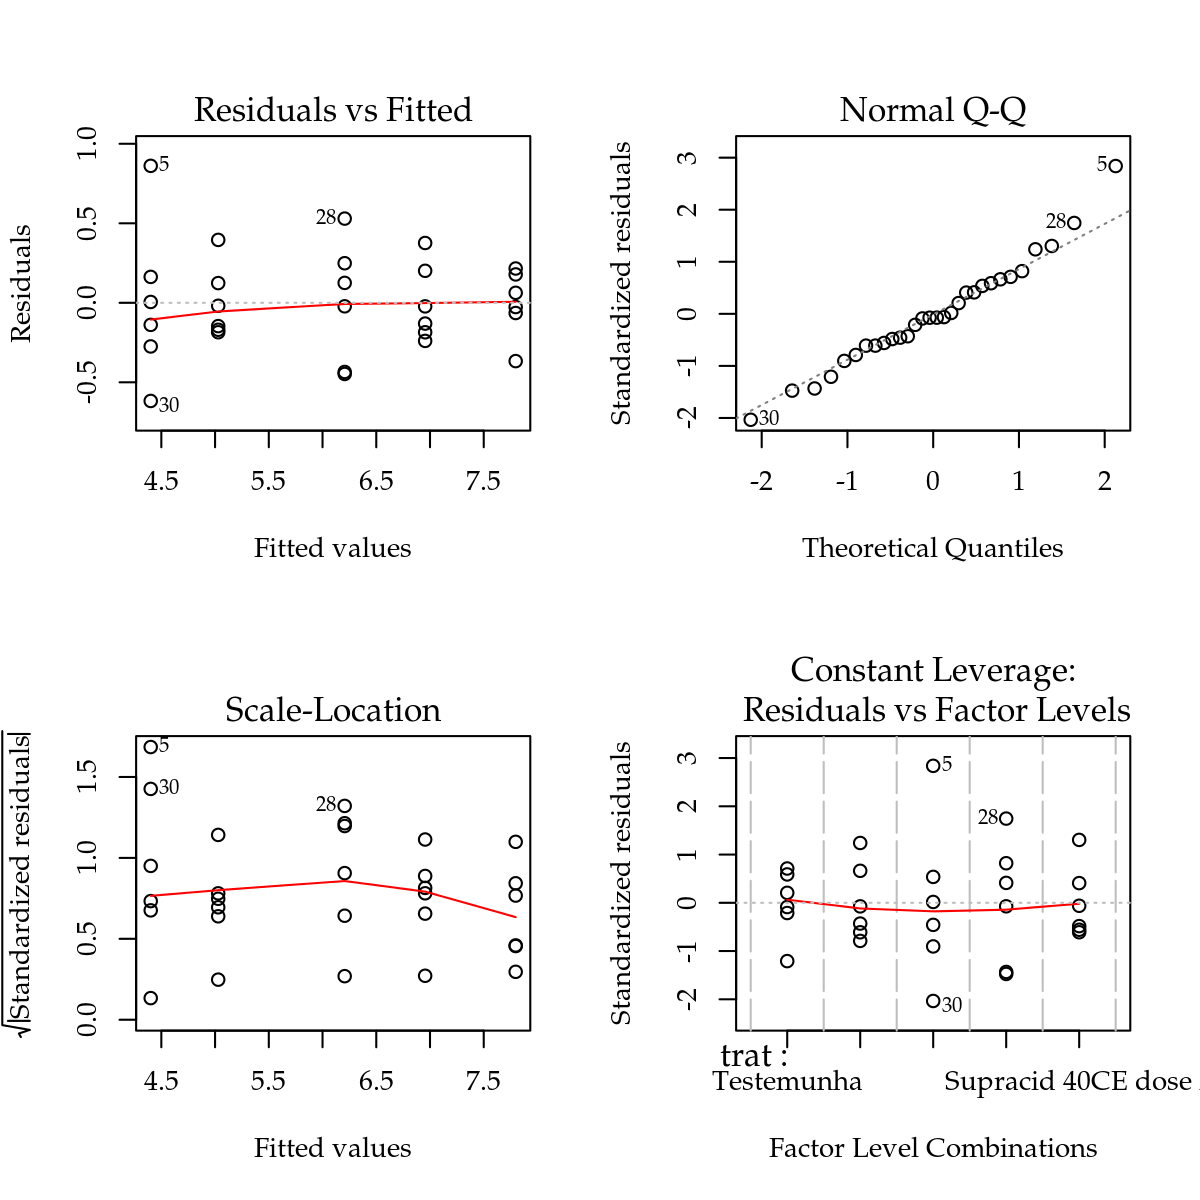 Residuals vs Fitted
Residuals
1.0
0.5
0.0
-0.5
5
28
30
4.5 5.5 6.5 7.5
Fitted values
Normal Q-Q
Standardized residuals
3
2
1
0
-1
-2
5
28
30
-2 -1 0 1 2
Theoretical Quantiles
Scale-Location
√|Standardized residuals|
1.5
1.0
0.5
0.0
5
30
28
4.5 5.5 6.5 7.5
Fitted values
Constant Leverage:
Residuals vs Factor Levels
Standardized residuals
3
2
1
0
-1
-2
5
28
30
trat :
Testemunha Supracid 40CE dose
Factor Level Combinations